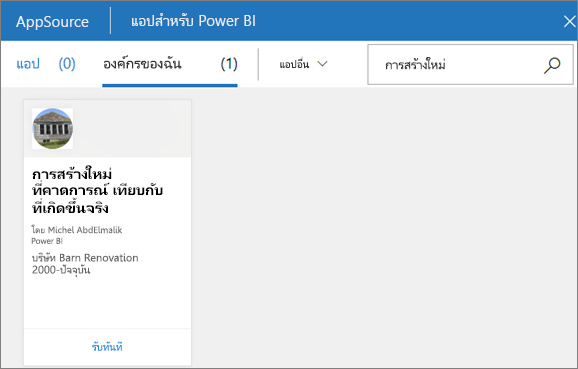 AppSource แอปสำหรับ Power BI
แอป (0) องค์กรของฉัน (1) แอปอื่น การสร้างใหม่
การสร้างใหม่
ที่คาดการณ์ เทียบกับ
ที่เกิดขึ้นจริง
โดย Michel AbdElmalik
Power BI
บริษัท Barn Renovation
2000-ปัจจุบัน
รับทันที